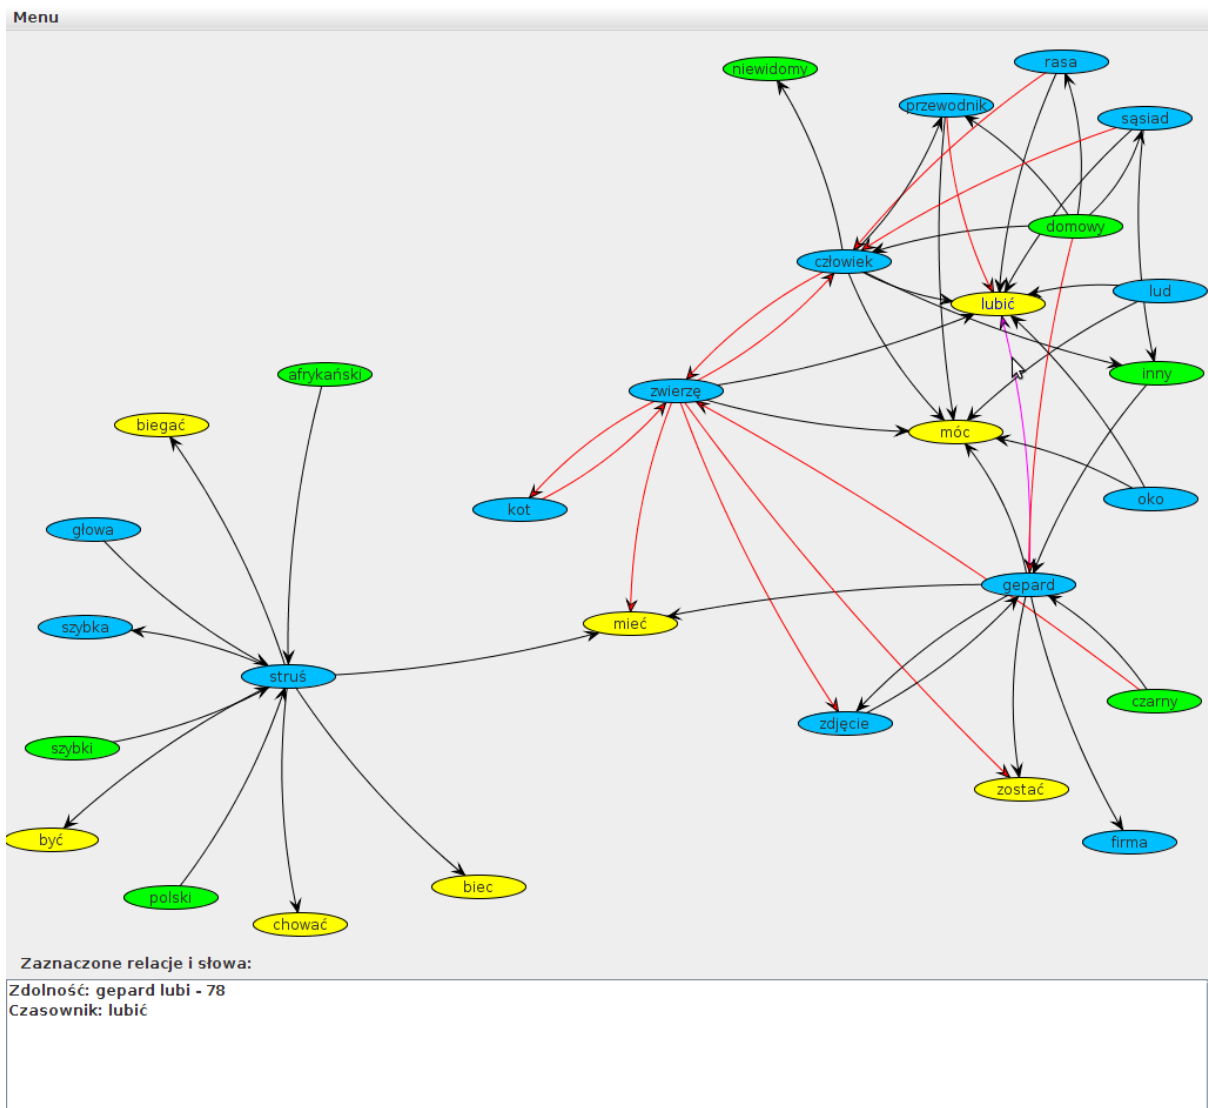 Menu
niewidomy
rasa
przewodnik
sąsiad
domowy
człowiek
lud
lubić
afrykański
zwierzę
inny
biegać
móc
kot
oko
głowa
gepard
szybka
mieć
struś
czarny
szybki
zdjęcie
zostać
być
firma
biec
polski
chować
Zaznaczone relacje i słowa:
Zdolność: gepard lubi - 78
Czasownik: lubić